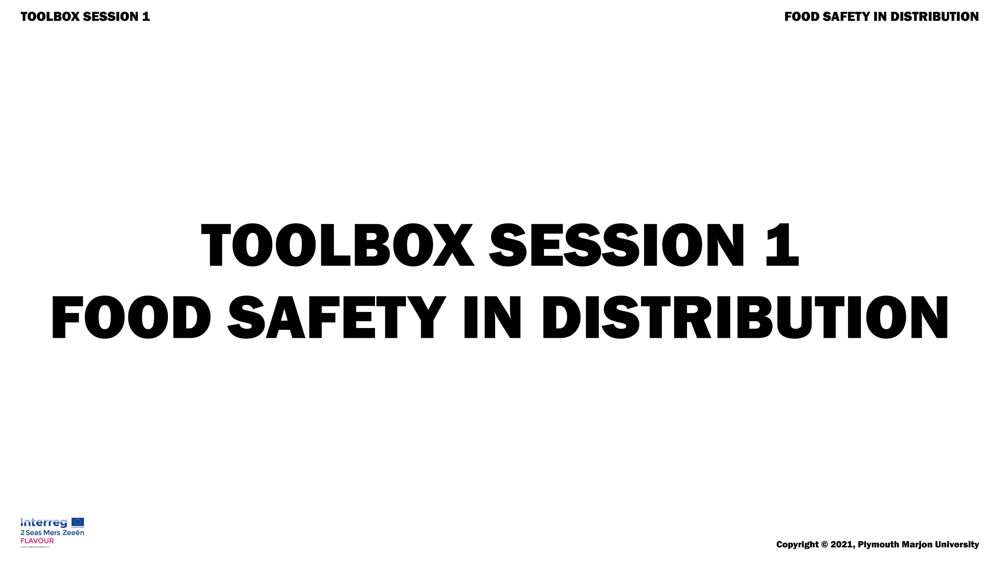 TOOLBOX SESSION 1
FOOD SAFETY IN DISTRIBUTION
TOOLBOX SESSION 1
FOOD SAFETY IN DISTRIBUTION
Interreg
EUROPEAN UNION
2 Seas Mers Zeeën
FLAVOUR
European Regional Development Fund
Copyright © 2021, Plymouth Marjon University